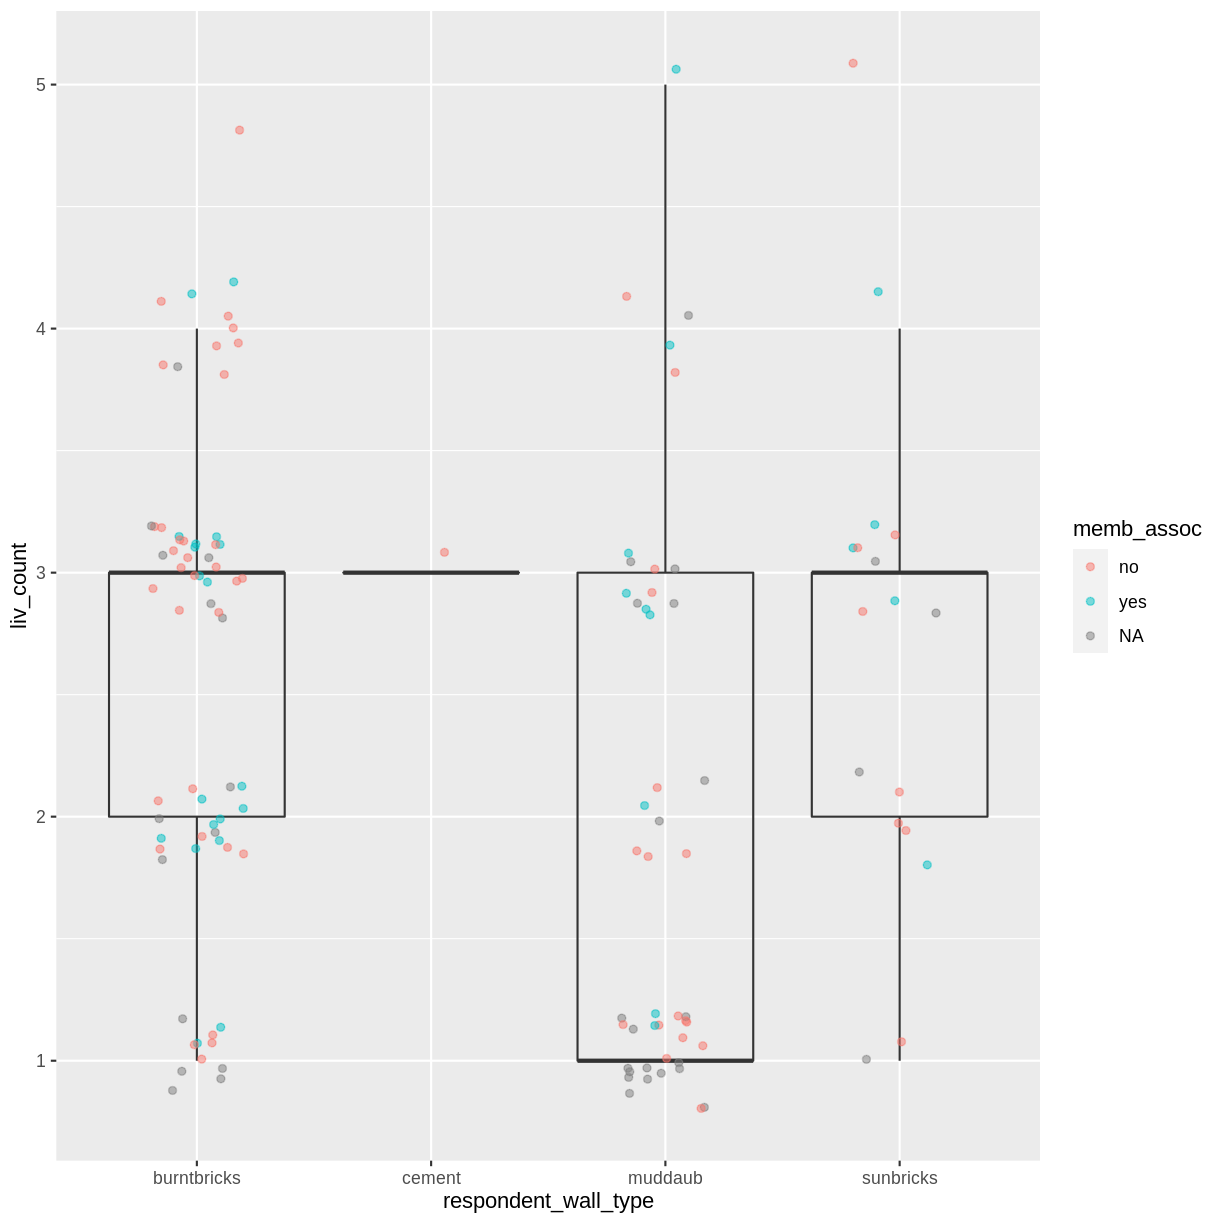 liv_count
5
4
3
2
1
burntbricks
cement
muddaub
sunbricks
respondent_wall_type
memb_assoc
no
yes
NA